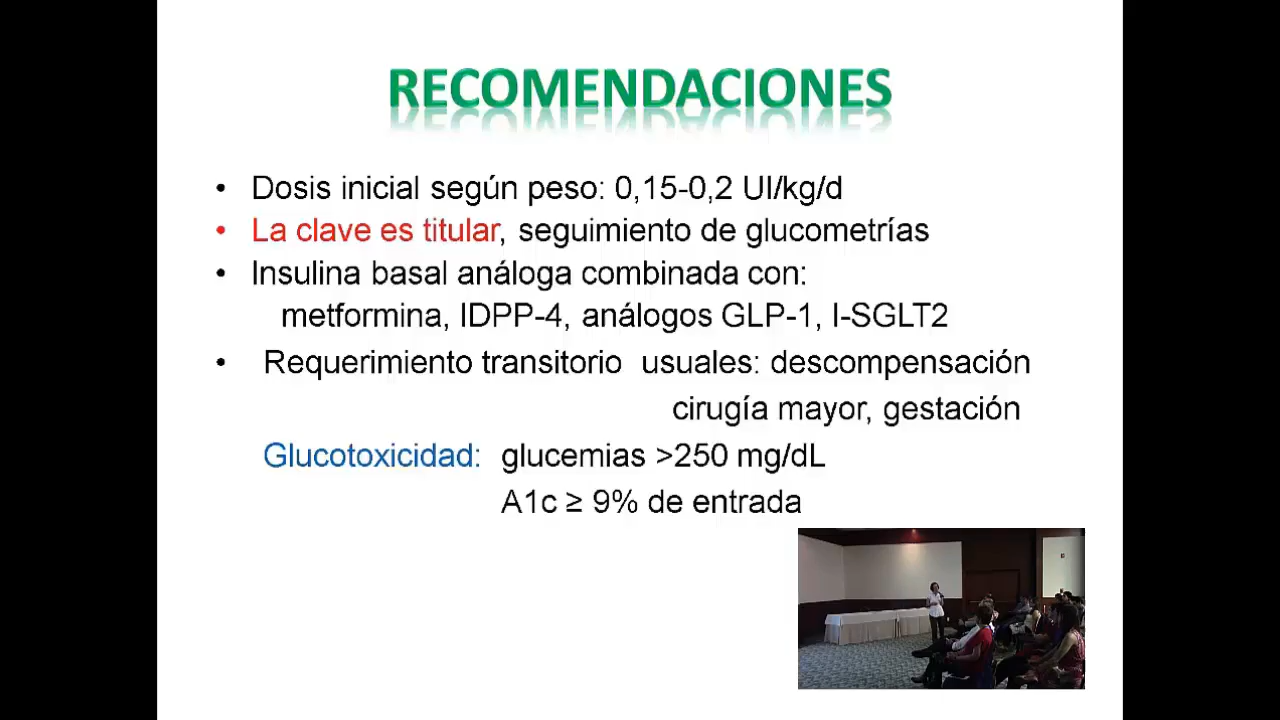 RECOMENDACIONES
• Dosis inicial según peso: 0,15-0,2 UI/kg/d
• La clave es titular, seguimiento de glucometrías
• Insulina basal análoga combinada con:
metformina, IDPP-4, análogos GLP-1, I-SGLT2
• Requerimiento transitorio usuales: descompensación
cirugía mayor, gestación
Glucotoxicidad: glucemias >250 mg/dL
A1c ≥ 9% de entrada